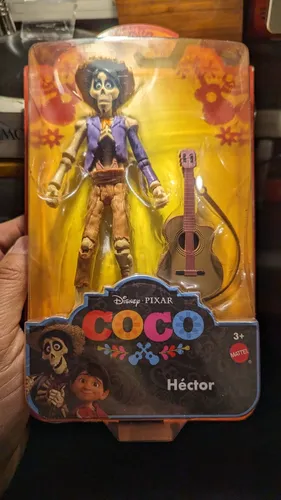 Disney · PIXAR
COCO
3+
MATTEL
Héctor